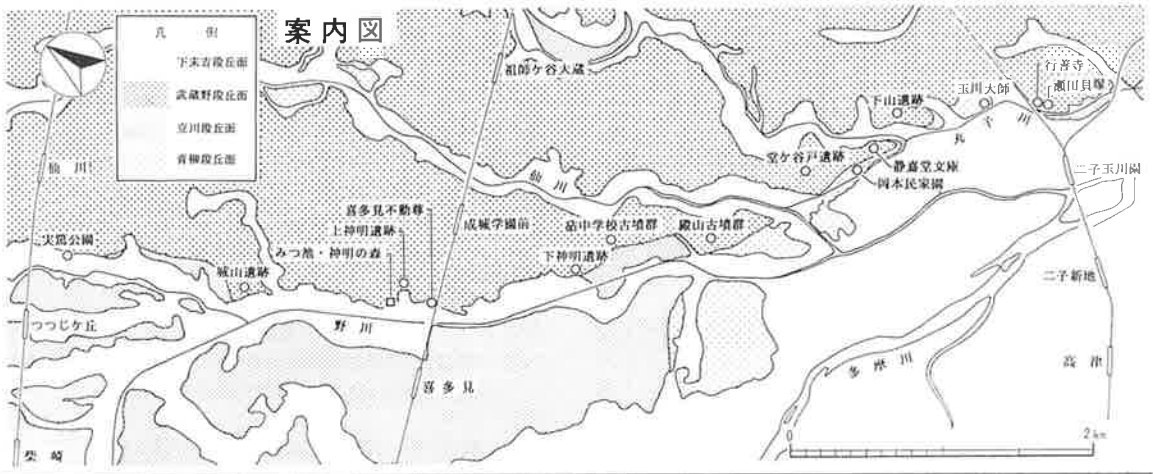 案内図
凡例
下末吉段丘面
武蔵野段丘面
立川段丘面
青柳段丘面
仙川
祖師ケ谷大蔵
行善寺
瀬田貝塚
玉川大師
下山遺跡
丸子川
堂ケ谷戸遺跡
静嘉堂文庫
岡本民家園
仙川
二子玉川園
喜多見不動尊
上神明遺跡
みつ池・神明の森
成城学園前
砧中学校古墳群
殿山古墳群
下神明遺跡
実篤公園
城山遺跡
二子新地
つつじケ丘
野川
喜多見
多摩川
高津
柴崎
0
2km